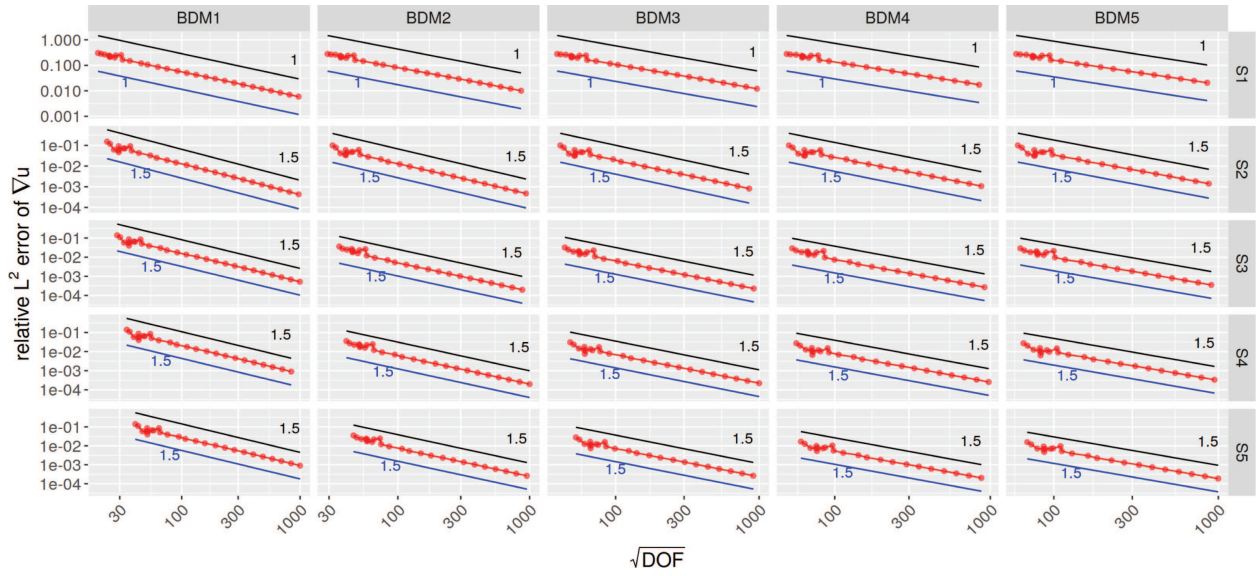 BDM1 BDM2 BDM3 BDM4 BDM5
relative L² error of ∇u
1.000
0.100
0.010
0.001
1 1 1 1 1
1 1 1 1 1
S1
1e-01
1e-02
1e-03
1e-04
1.5 1.5 1.5 1.5 1.5
1.5 1.5 1.5 1.5 1.5
S2
1e-01
1e-02
1e-03
1e-04
1.5 1.5 1.5 1.5 1.5
1.5 1.5 1.5 1.5 1.5
S3
1e-01
1e-02
1e-03
1e-04
1.5 1.5 1.5 1.5 1.5
1.5 1.5 1.5 1.5 1.5
S4
1e-01
1e-02
1e-03
1e-04
1.5 1.5 1.5 1.5 1.5
1.5 1.5 1.5 1.5 1.5
S5
30 100 300 1000 30 100 300 1000 100 300 1000 100 300 1000 100 300 1000
√DOF